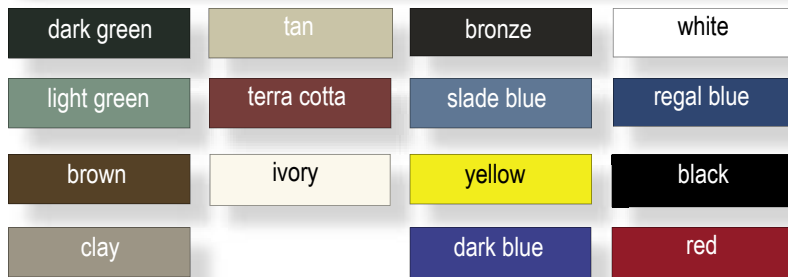 dark green
tan
bronze
white
light green
terra cotta
slade blue
regal blue
brown
ivory
yellow
black
clay
dark blue
red